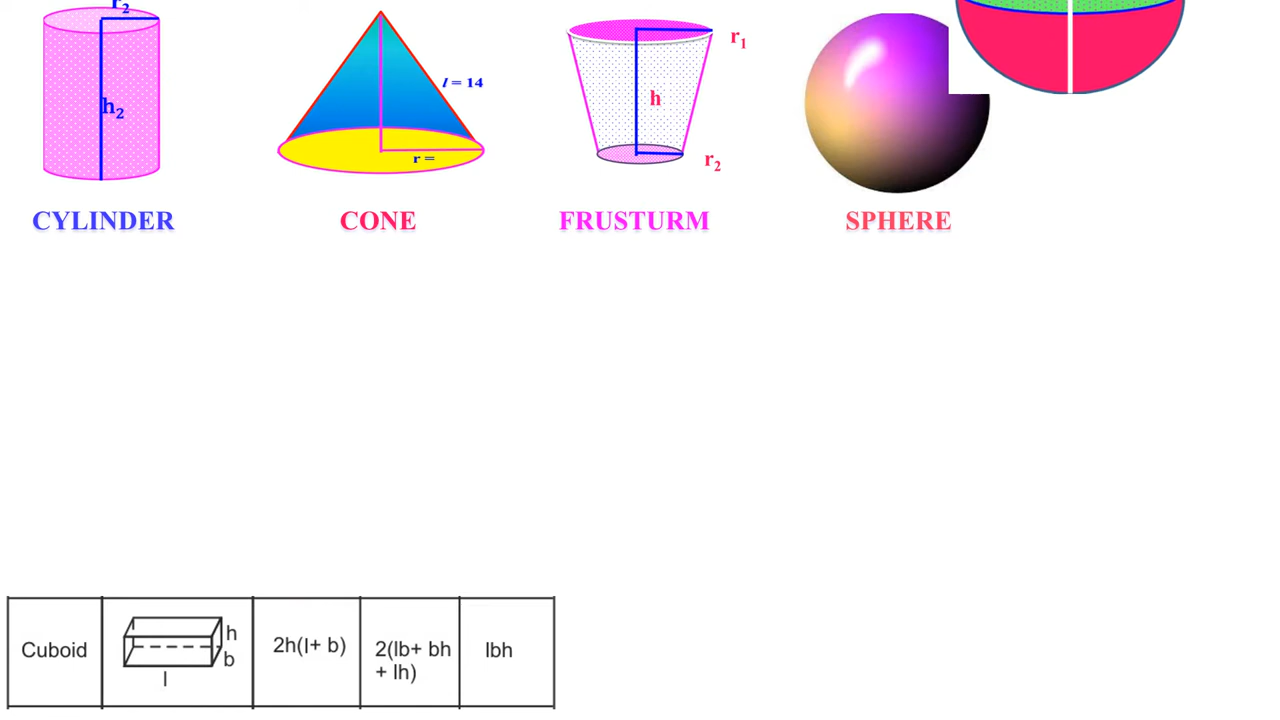 r₂
h₂
l = 14
r =
r₁
h
r₂
CYLINDER
CONE
FRUSTURM
SPHERE
Cuboid
h
b
l
2h(l+ b)
2(lb+ bh
+ lh)
lbh